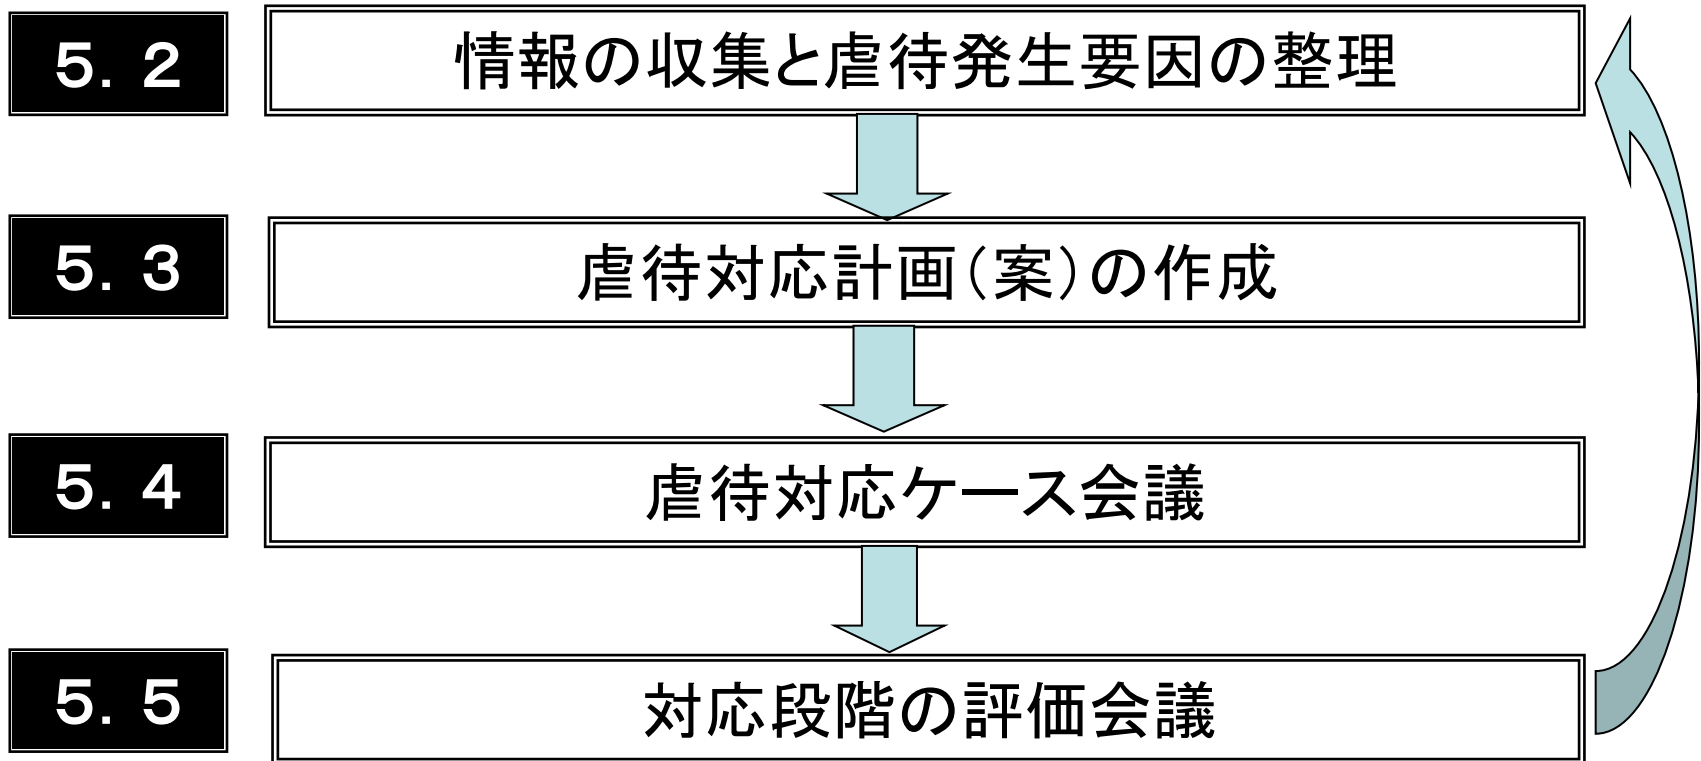 ５．２ 情報の収集と虐待発生要因の整理
５．３ 虐待対応計画（案）の作成
５．４ 虐待対応ケース会議
５．５ 対応段階の評価会議